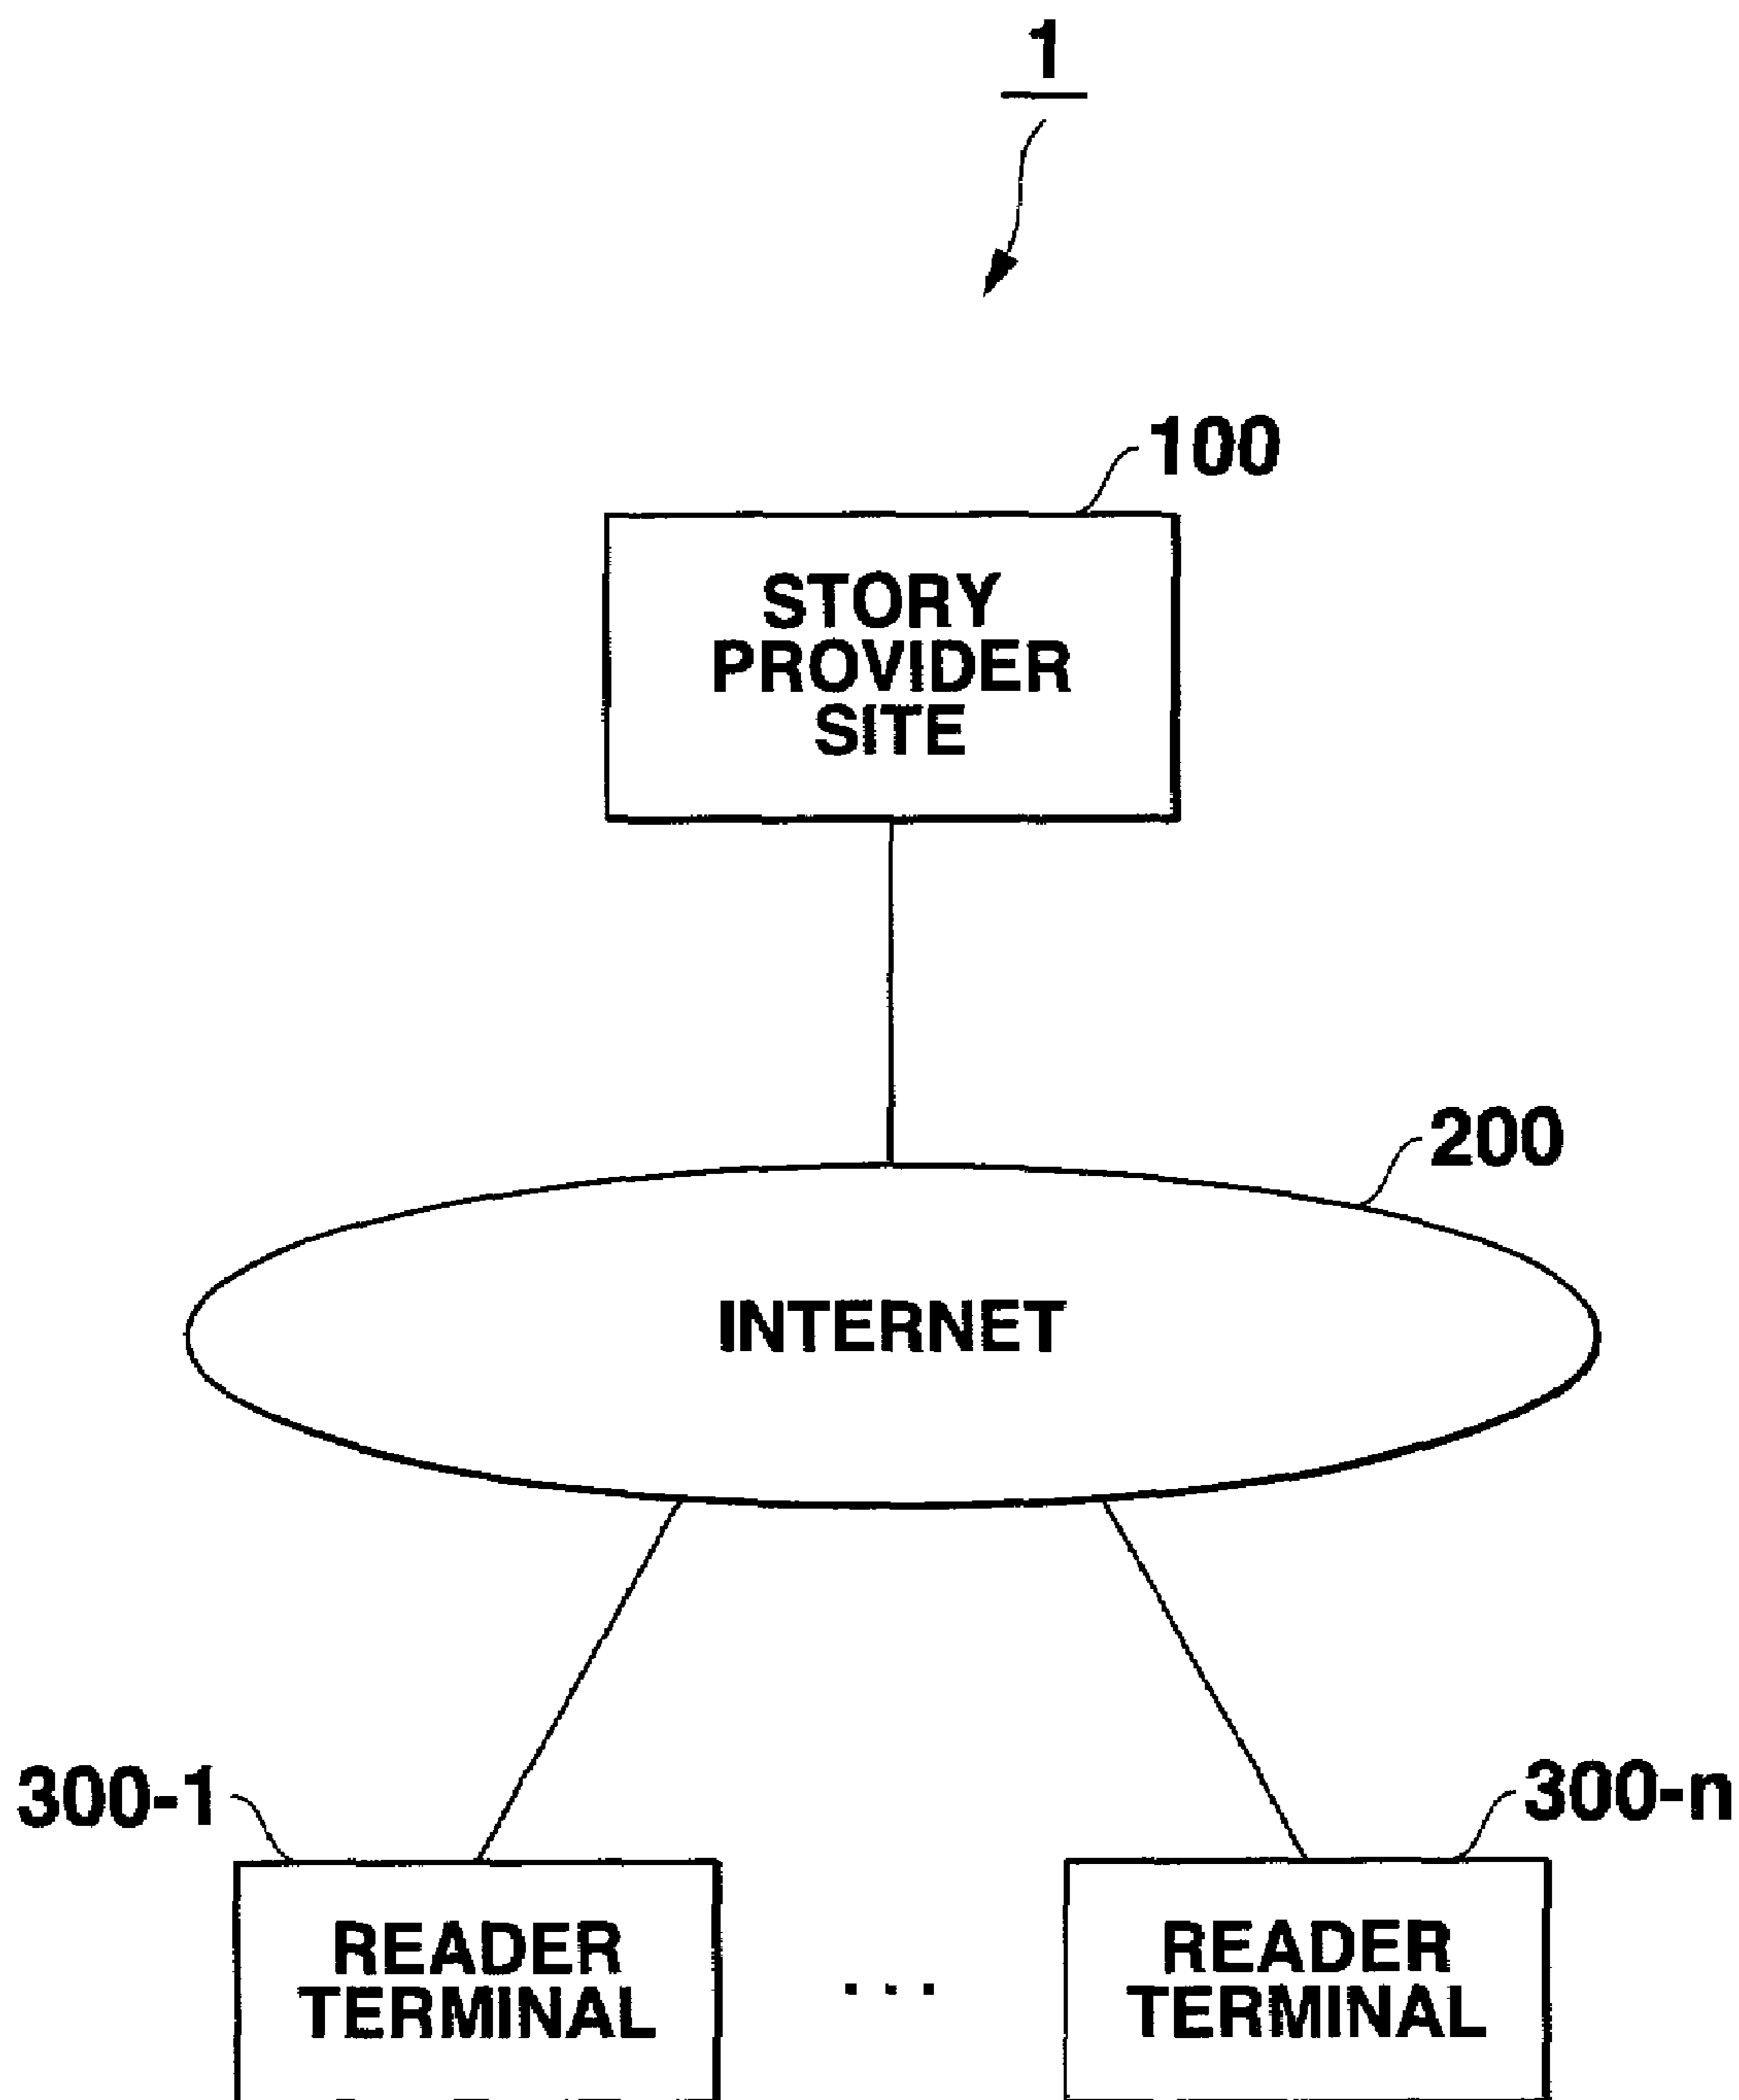 1
100
STORY
PROVIDER
SITE
200
INTERNET
300-1
300-n
READER
TERMINAL
...
READER
TERMINAL